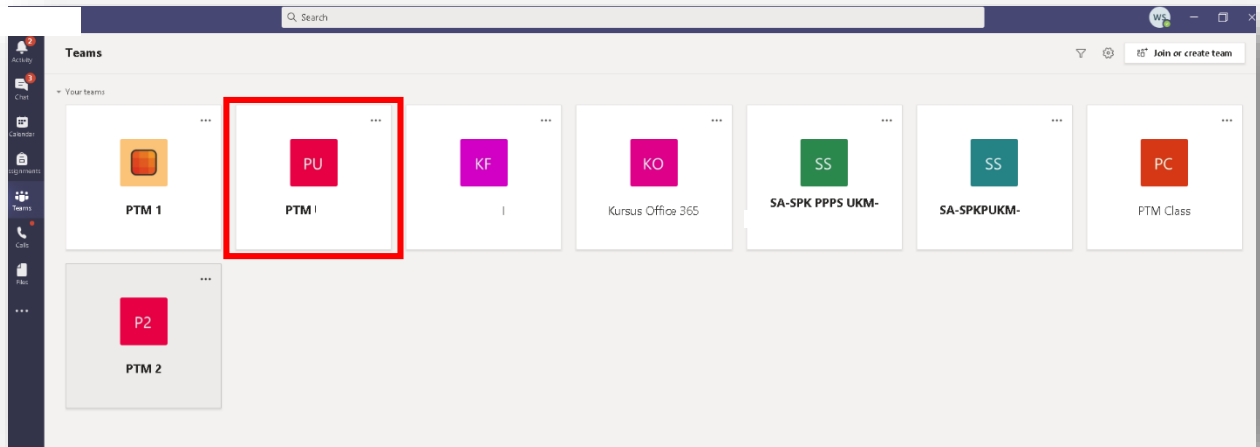 Search
WS
2
Activity
Teams
Join or create team
3
Chat
Your teams
Calendar
PU
KF
KO
SS
SS
PC
Teams
PTM 1
PTM
Kursus Office 365
SA-SPK PPPS UKM-
SA-SPKPUKM-
PTM Class
Calls
Files
P2
PTM 2